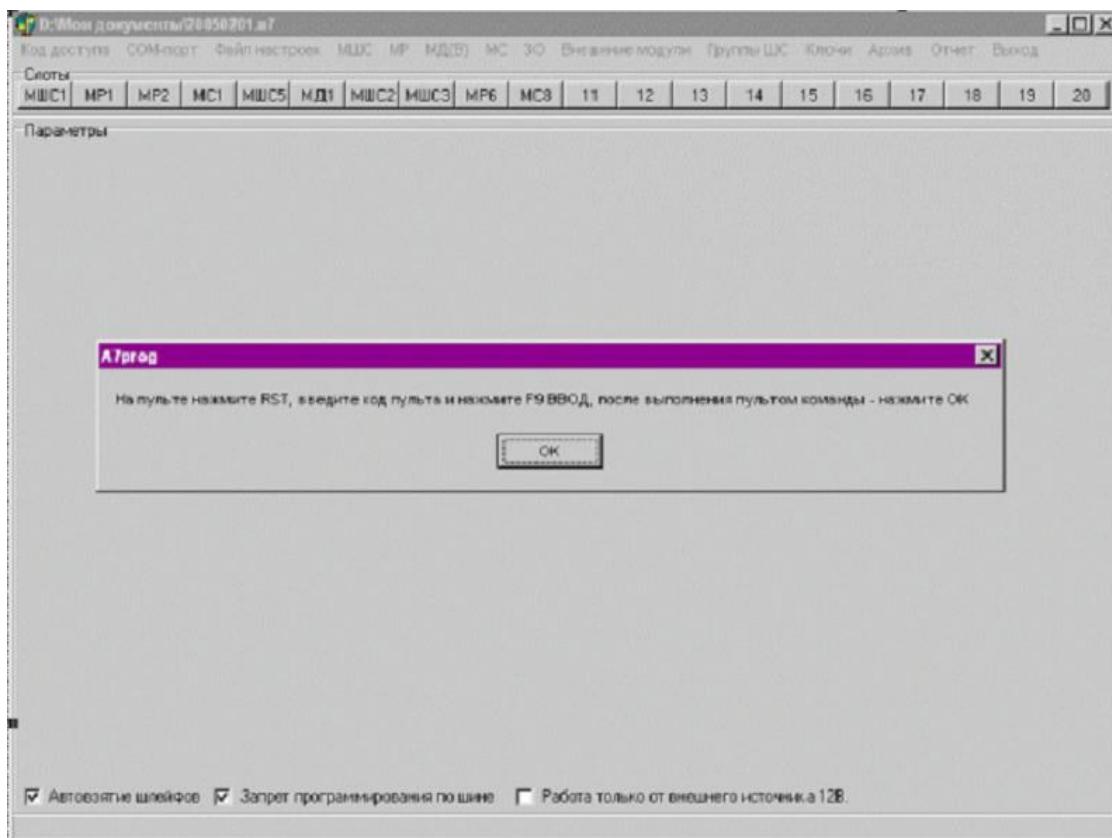 D:\Мои документы\20050201.a7
Код доступа СОМ-порт Файл настроек МШС МР МД(В) МС ЗО Внешние модули Группы ШС Ключи Архив Отчет Выход
Слоты
МШС1 МР1 МР2 МС1 МШС5 МД1 МШС2 МШС3 МР6 МС8 11 12 13 14 15 16 17 18 19 20
Параметры
A7prog
На пульте нажмите RST, введите код пульта и нажмите F9 ВВОД, после выполнения пультом команды - нажмите ОК
ОК
Автовзятие шлейфов Запрет программирования по шине Работа только от внешнего источника 12В.